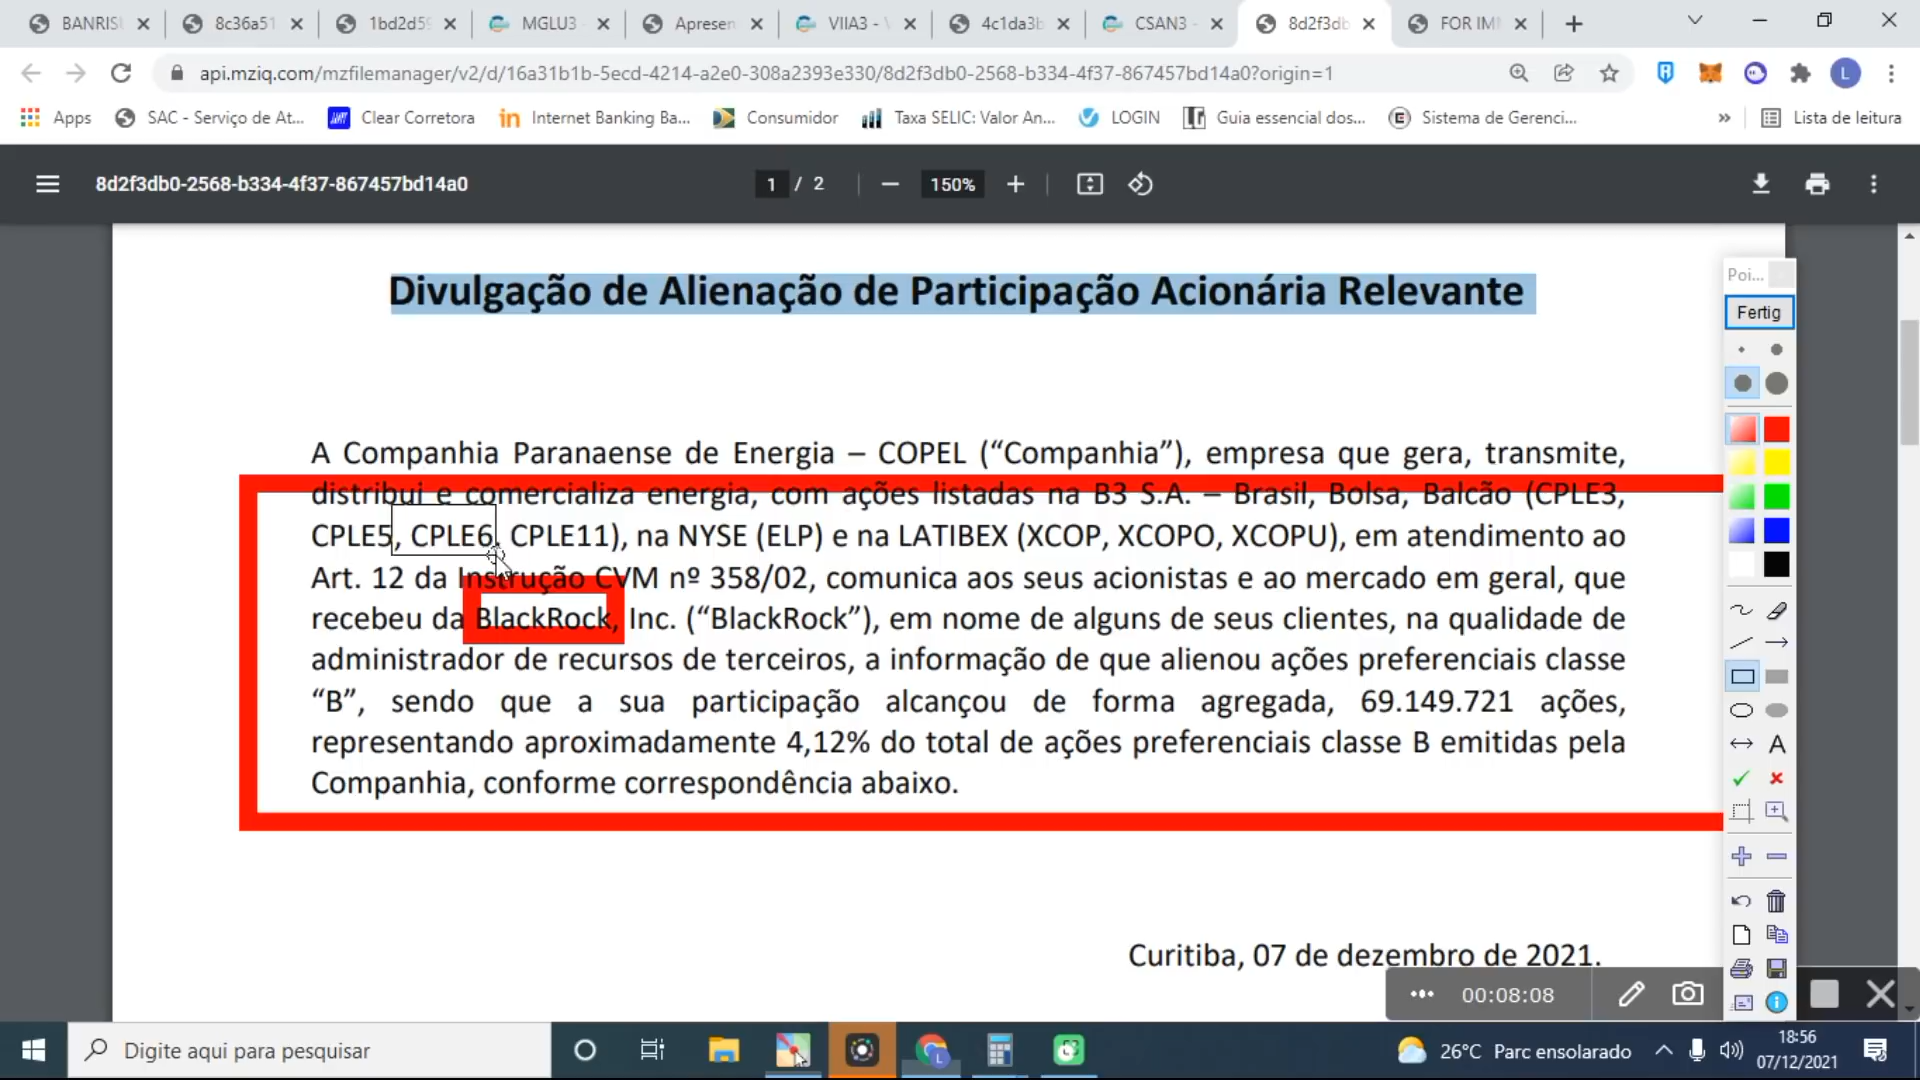 BANRIS
8c36a51
1bd2d59
MGLU3 -
Apresen
VIIA3 - V
4c1da3b
CSAN3 -
8d2f3db
FOR IMI
api.mziq.com/mzfilemanager/v2/d/16a31b1b-5ecd-4214-a2e0-308a2393e330/8d2f3db0-2568-b334-4f37-867457bd14a0?origin=1
L
Apps
SAC - Serviço de At...
Clear Corretora
Internet Banking Ba...
Consumidor
Taxa SELIC: Valor An...
LOGIN
Guia essencial dos...
Sistema de Gerenci...
»
Lista de leitura
8d2f3db0-2568-b334-4f37-867457bd14a0
1 / 2
150%
Divulgação de Alienação de Participação Acionária Relevante
A Companhia Paranaense de Energia – COPEL (“Companhia”), empresa que gera, transmite,
distribui e comercializa energia, com ações listadas na B3 S.A. – Brasil, Bolsa, Balcão (CPLE3,
CPLE5, CPLE6, CPLE11), na NYSE (ELP) e na LATIBEX (XCOP, XCOPO, XCOPU), em atendimento ao
Art. 12 da Instrução CVM nº 358/02, comunica aos seus acionistas e ao mercado em geral, que
recebeu da BlackRock, Inc. (“BlackRock”), em nome de alguns de seus clientes, na qualidade de
administrador de recursos de terceiros, a informação de que alienou ações preferenciais classe
“B”, sendo que a sua participação alcançou de forma agregada, 69.149.721 ações,
representando aproximadamente 4,12% do total de ações preferenciais classe B emitidas pela
Companhia, conforme correspondência abaixo.
Curitiba, 07 de dezembro de 2021.
Poi...
Fertig
A
00:08:08
Digite aqui para pesquisar
L
26°C Parc ensolarado
18:56
07/12/2021